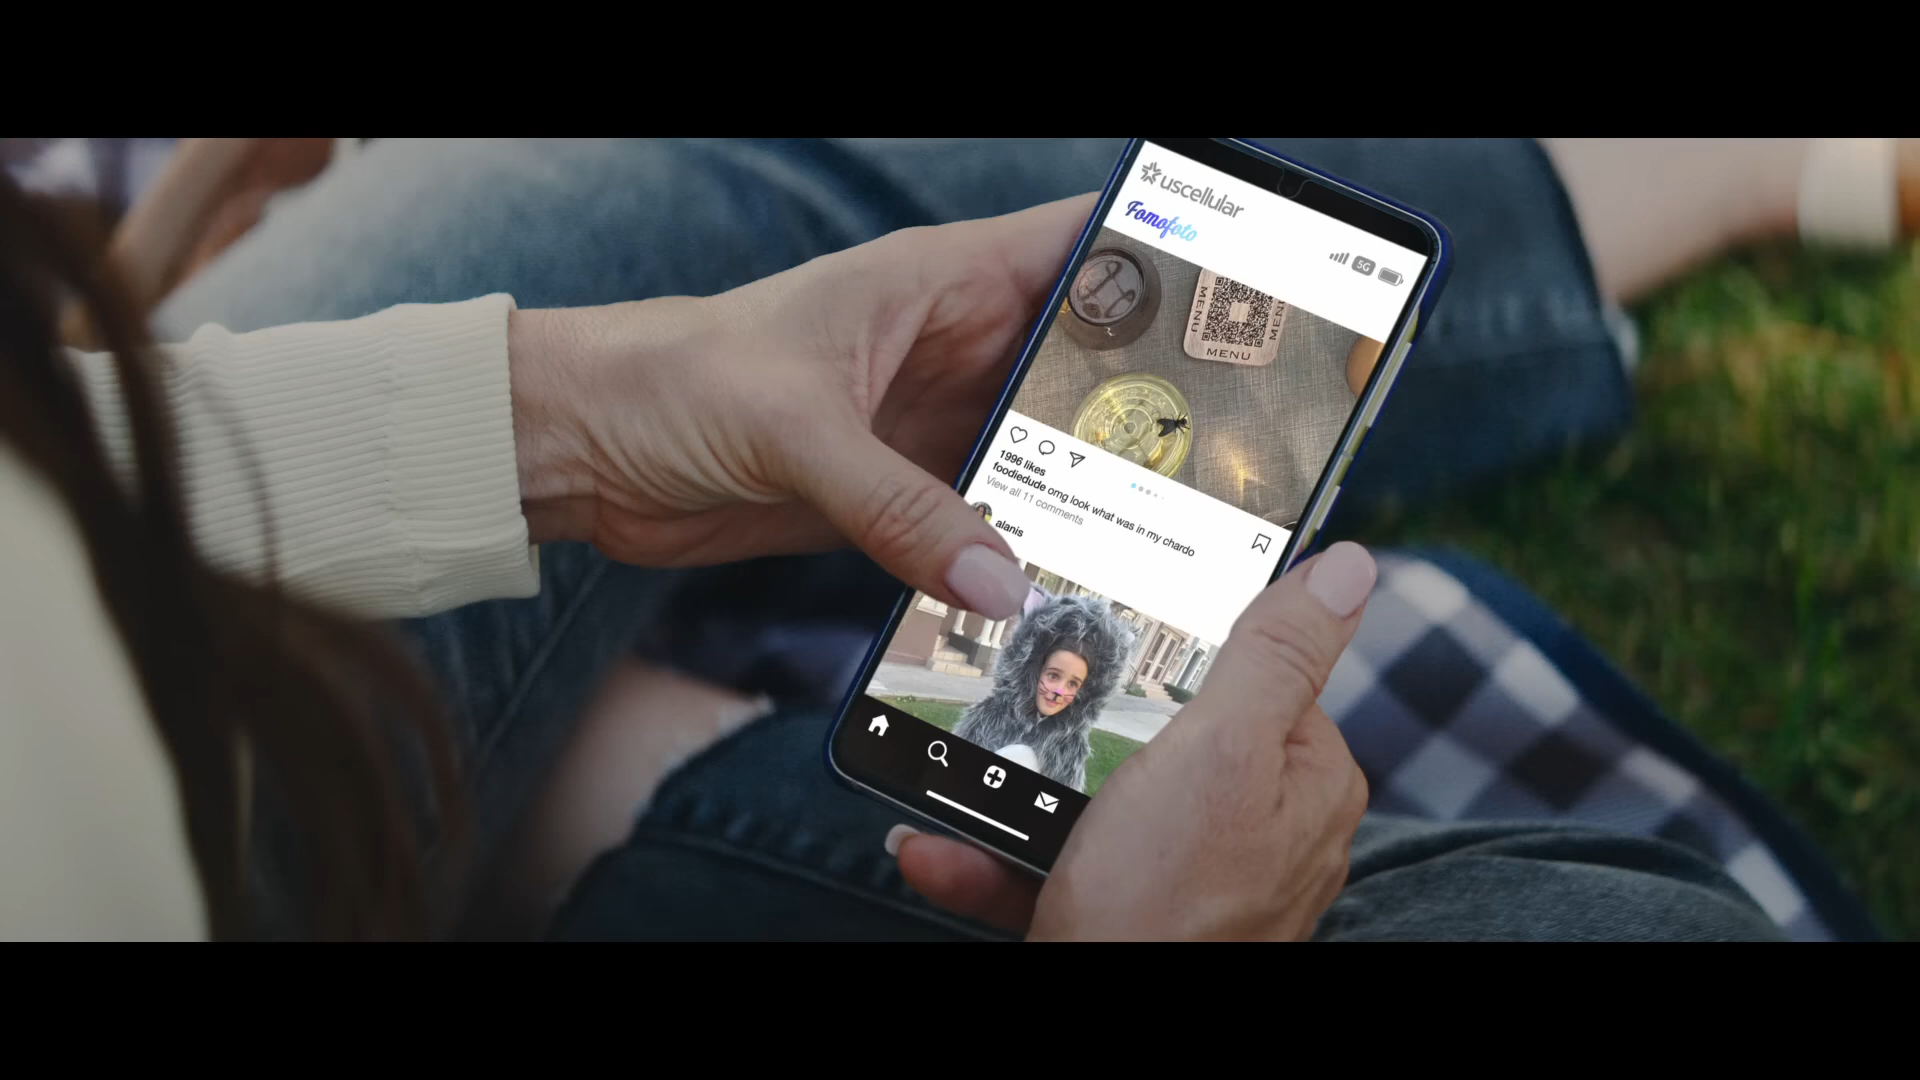 uscellular
Fomofoto
5G
MENU
MENU
MENU
1996 likes
foodiedude omg look what was in my chardo
View all 11 comments
alanis